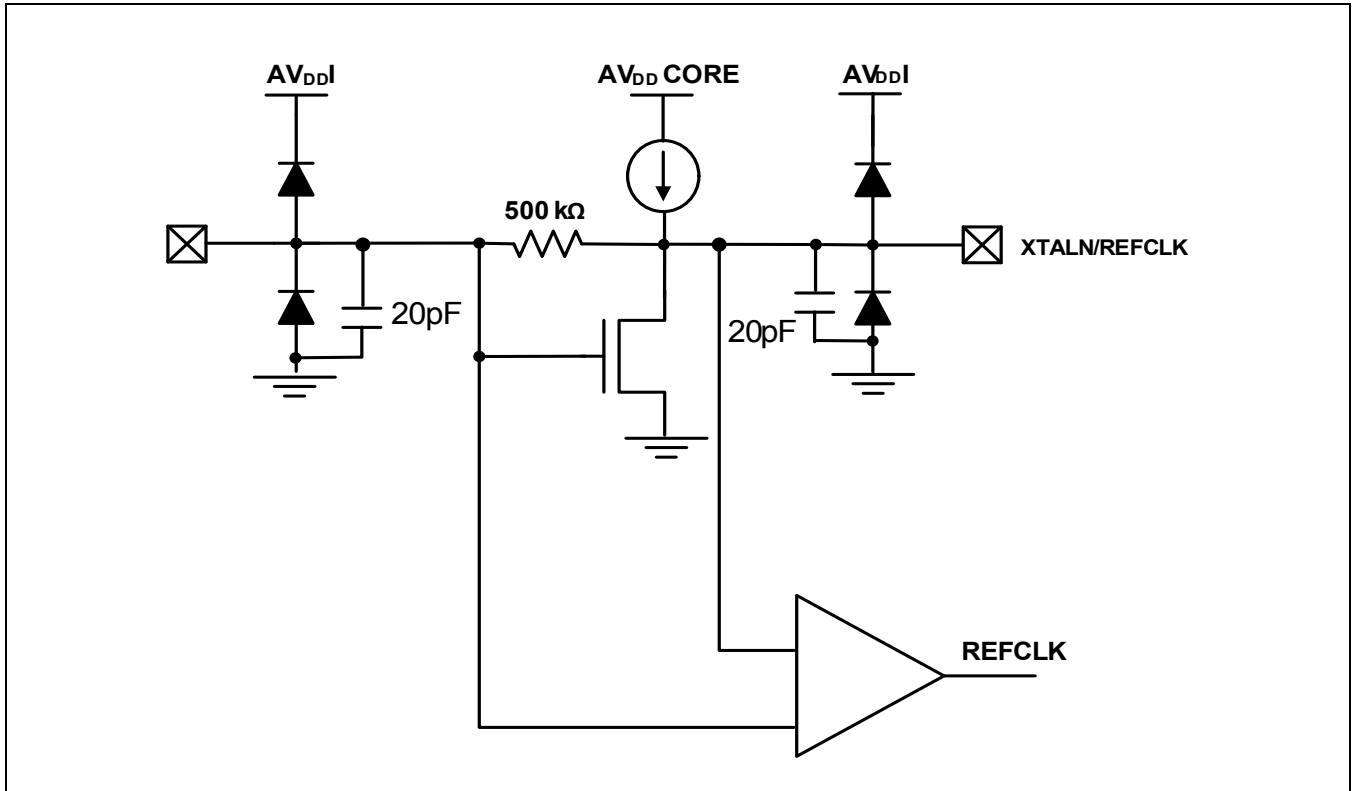 AVDDI
AVDD CORE
AVDDI
500 kΩ
XTALN/REFCLK
20pF
20pF
REFCLK